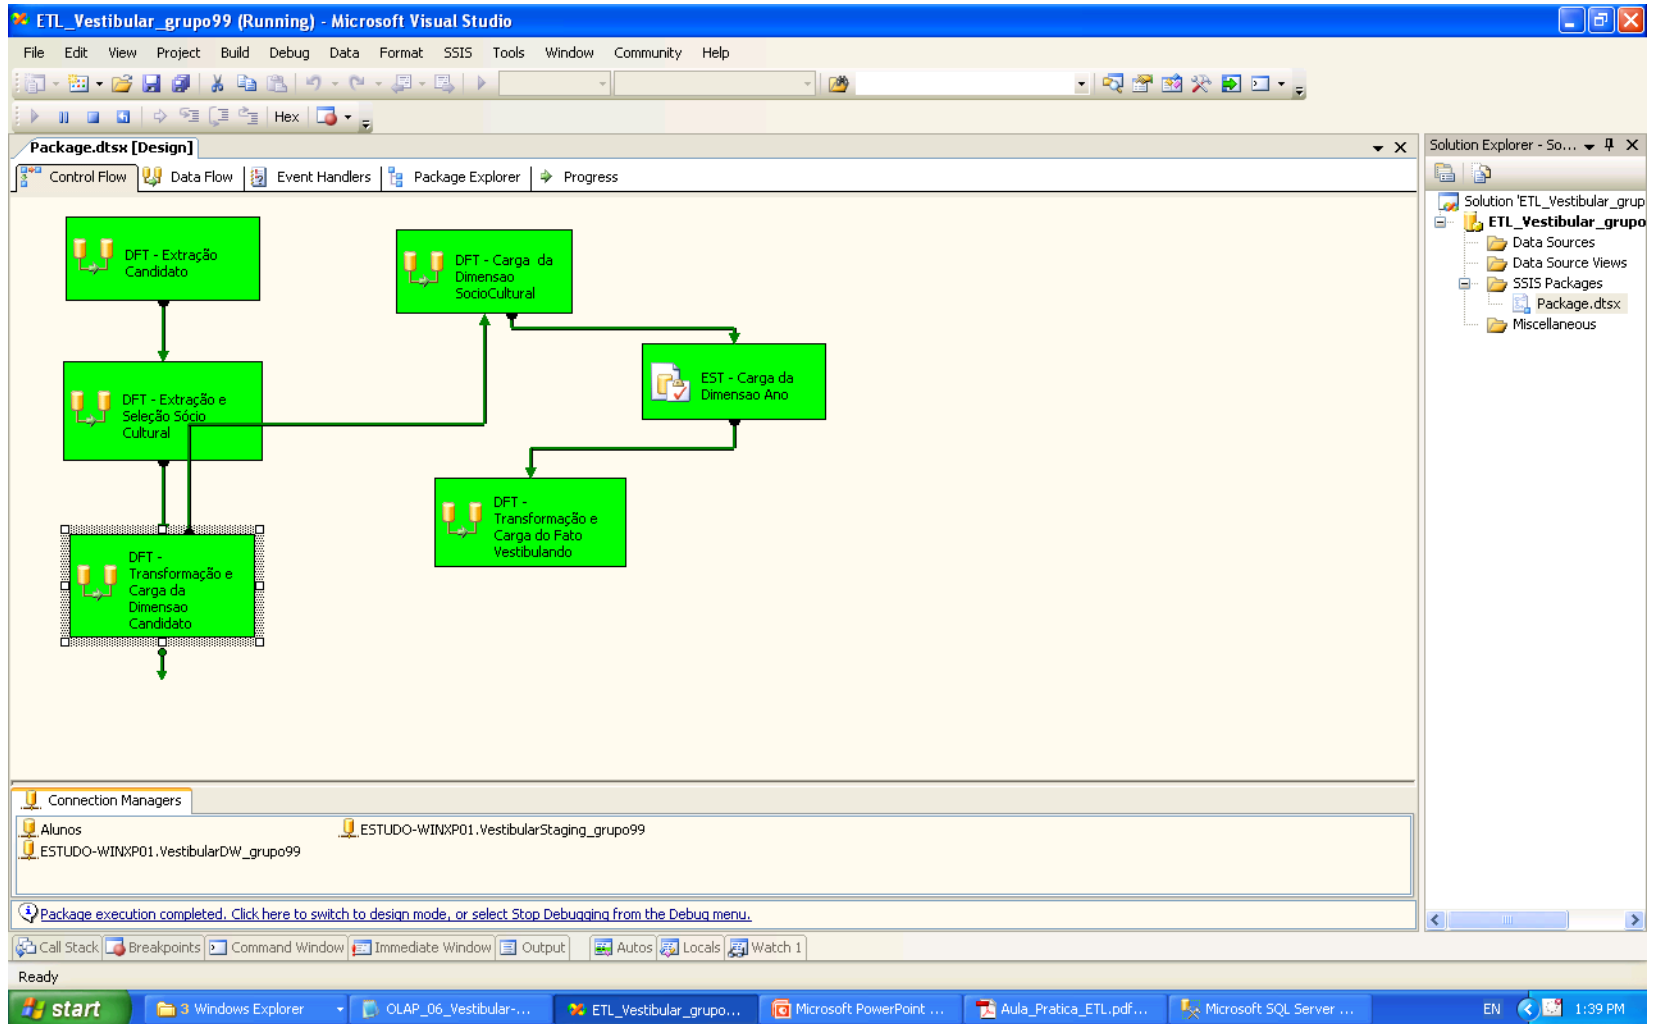 ETL_Vestibular_grupo99 (Running) - Microsoft Visual Studio
File Edit View Project Build Debug Data Format SSIS Tools Window Community Help
Hex
Package.dtsx [Design]
Control Flow Data Flow Event Handlers Package Explorer Progress
DFT - Extração
Candidato
DFT - Extração e
Seleção Sócio
Cultural
DFT -
Transformação e
Carga da
Dimensao
Candidato
DFT - Carga da
Dimensao
SocioCultural
EST - Carga da
Dimensao Ano
DFT -
Transformação e
Carga do Fato
Vestibulando
Solution Explorer - So...
Solution 'ETL_Vestibular_grup
ETL_Vestibular_grupo
Data Sources
Data Source Views
SSIS Packages
Package.dtsx
Miscellaneous
Connection Managers
Alunos
ESTUDO-WINXP01.VestibularStaging_grupo99
ESTUDO-WINXP01.VestibularDW_grupo99
Package execution completed. Click here to switch to design mode, or select Stop Debugging from the Debug menu.
Call Stack Breakpoints Command Window Immediate Window Output Autos Locals Watch 1
Ready
start 3 Windows Explorer OLAP_06_Vestibular-... ETL_Vestibular_grupo... Microsoft PowerPoint ... Aula_Pratica_ETL.pdf... Microsoft SQL Server ... EN 1:39 PM